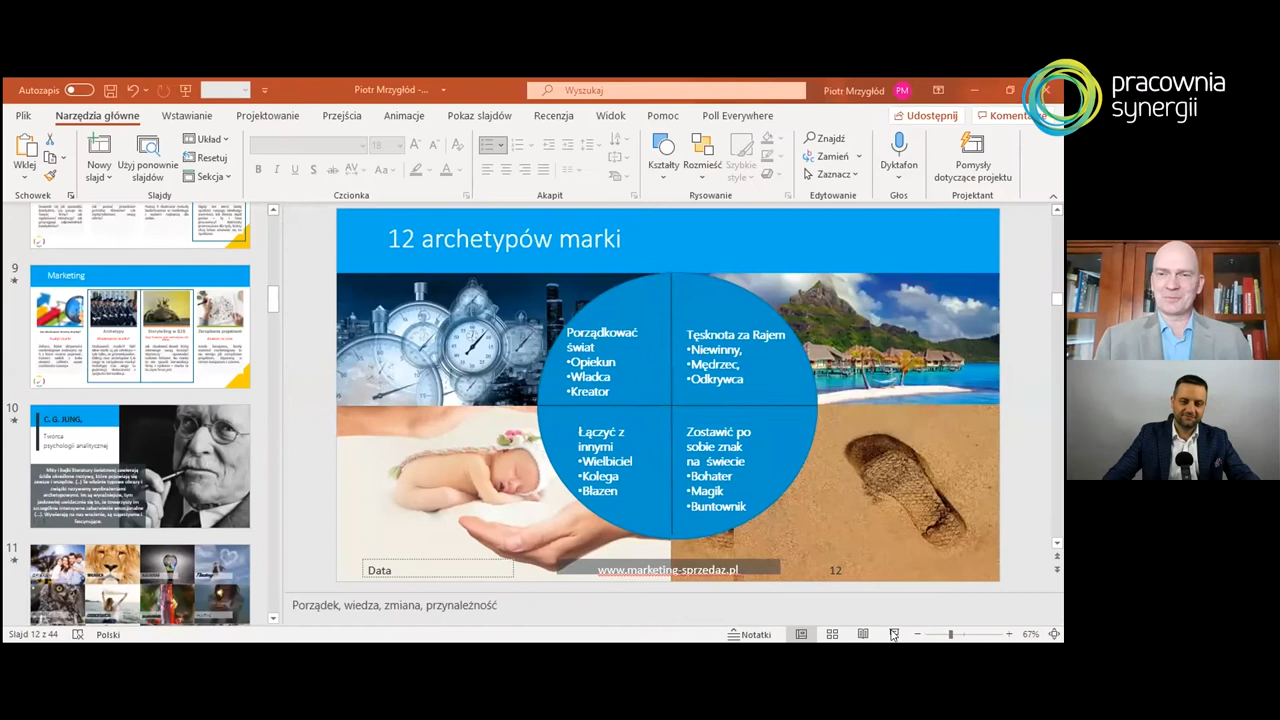 pracownia
synergii
Autozapis
Piotr Mrzygłód -...
Wyszukaj
Piotr Mrzygłód
PM
Plik
Narzędzia główne
Wstawianie
Projektowanie
Przejścia
Animacje
Pokaz slajdów
Recenzja
Widok
Pomoc
Poll Everywhere
Udostępnij
Wklej
Nowy
slajd
Użyj ponownie
slajdów
Układ
Resetuj
Sekcja
18
Kształty
Rozmieść
Szybkie
style
Znajdź
Zamień
Zaznacz
Dyktafon
Pomysły
dotyczące projektu
Schowek
Slajdy
Czcionka
Akapit
Rysowanie
Edytowanie
Głos
Projektant
9
Marketing
10
C. G. JUNG,
Twórca
psychologii analitycznej
11
12 archetypów marki
Porządkować
świat
•Opiekun
•Władca
•Kreator
Tęsknota za Rajem
•Niewinny,
•Mędrzec,
•Odkrywca
Łączyć z
innymi
•Wielbiciel
•Kolega
•Błazen
Zostawić po
sobie znak
na świecie
•Bohater
•Magik
•Buntownik
Data
www.marketing-sprzedaz.pl
12
Porządek, wiedza, zmiana, przynależność
Slajd 12 z 44
Polski
Notatki
67%